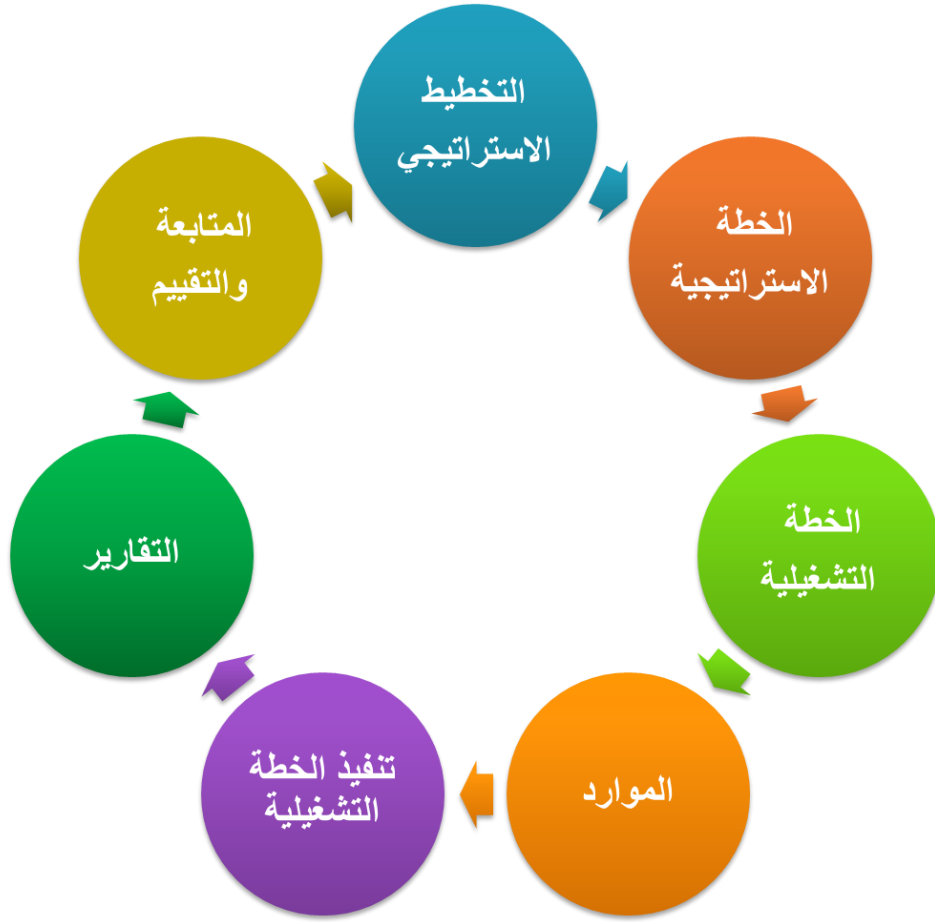 التخطيط
الاستراتيجي
الخطة
الاستراتيجية
الخطة
التشغيلية
الموارد
تنفيذ الخطة
التشغيلية
التقارير
المتابعة
والتقييم